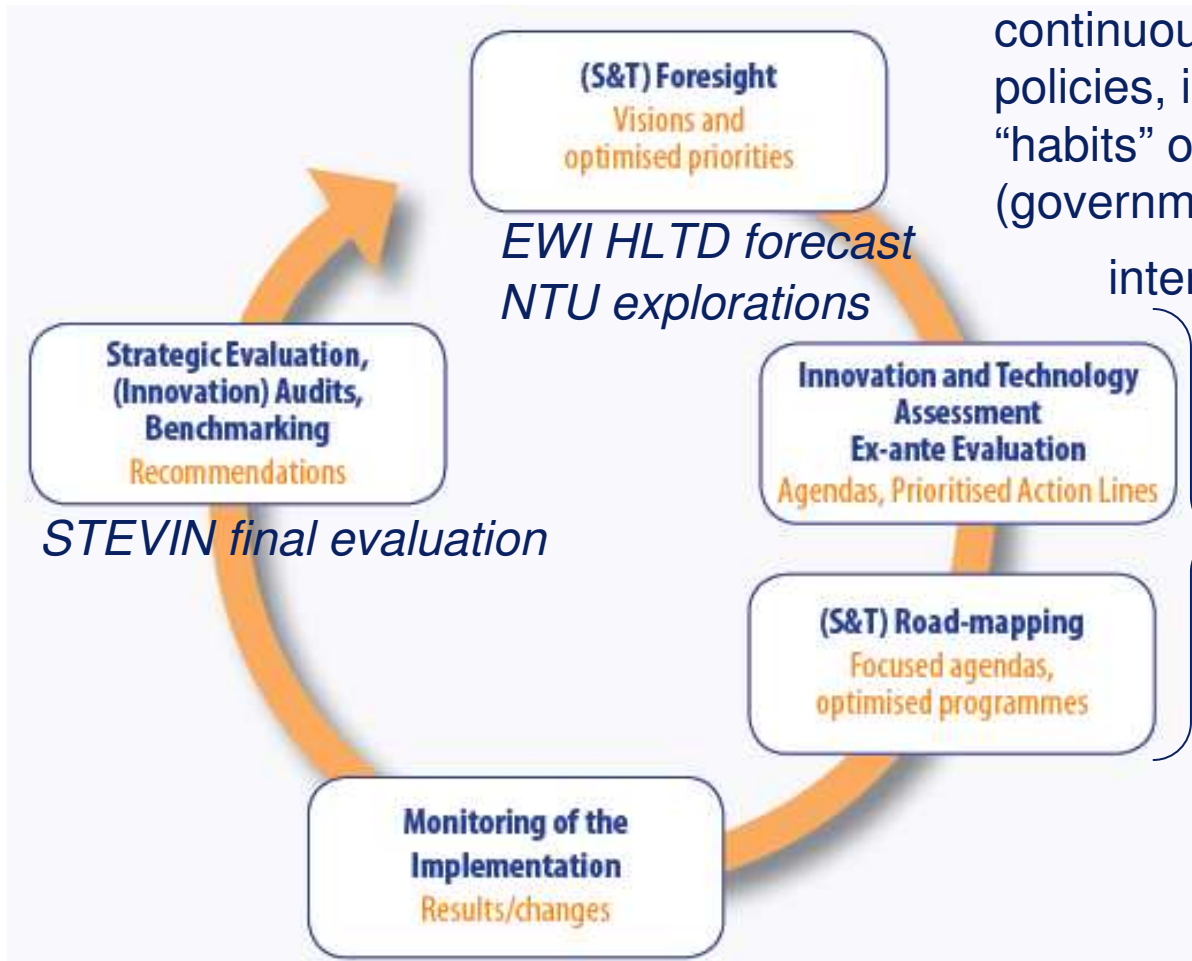 (S&T) Foresight
Visions and
optimised priorities
continuou
policies, i
“habits” o
(governm
inter
EWI HLTD forecast
NTU explorations
Innovation and Technology
Assessment
Ex-ante Evaluation
Agendas, Prioritised Action Lines
(S&T) Road-mapping
Focused agendas,
optimised programmes
Monitoring of the
Implementation
Results/changes
Strategic Evaluation,
(Innovation) Audits,
Benchmarking
Recommendations
STEVIN final evaluation